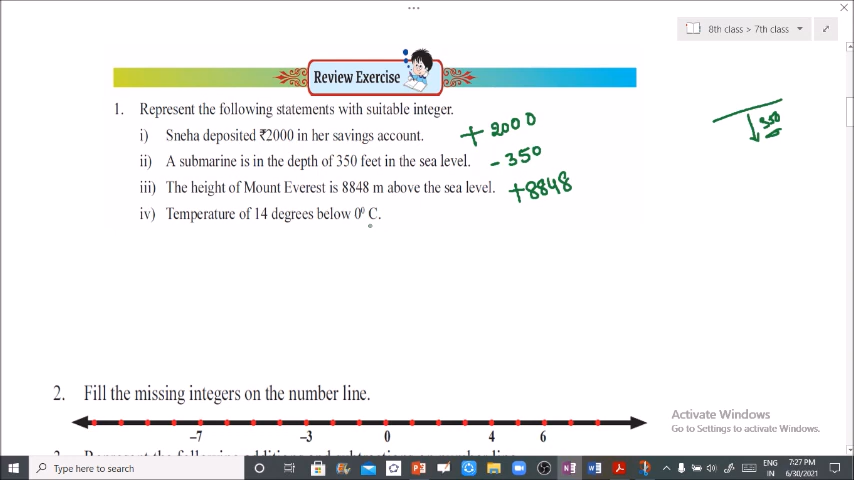 8th class > 7th class
Review Exercise
1. Represent the following statements with suitable integer.
i) Sneha deposited ₹2000 in her savings account. +2000
ii) A submarine is in the depth of 350 feet in the sea level. -350
350
iii) The height of Mount Everest is 8848 m above the sea level. +8848
iv) Temperature of 14 degrees below 0⁰ C.
2. Fill the missing integers on the number line.
–7 –3 0 4 6
Activate Windows
Go to Settings to activate Windows.
Type here to search
ENG
IN
7:27 PM
6/30/2021